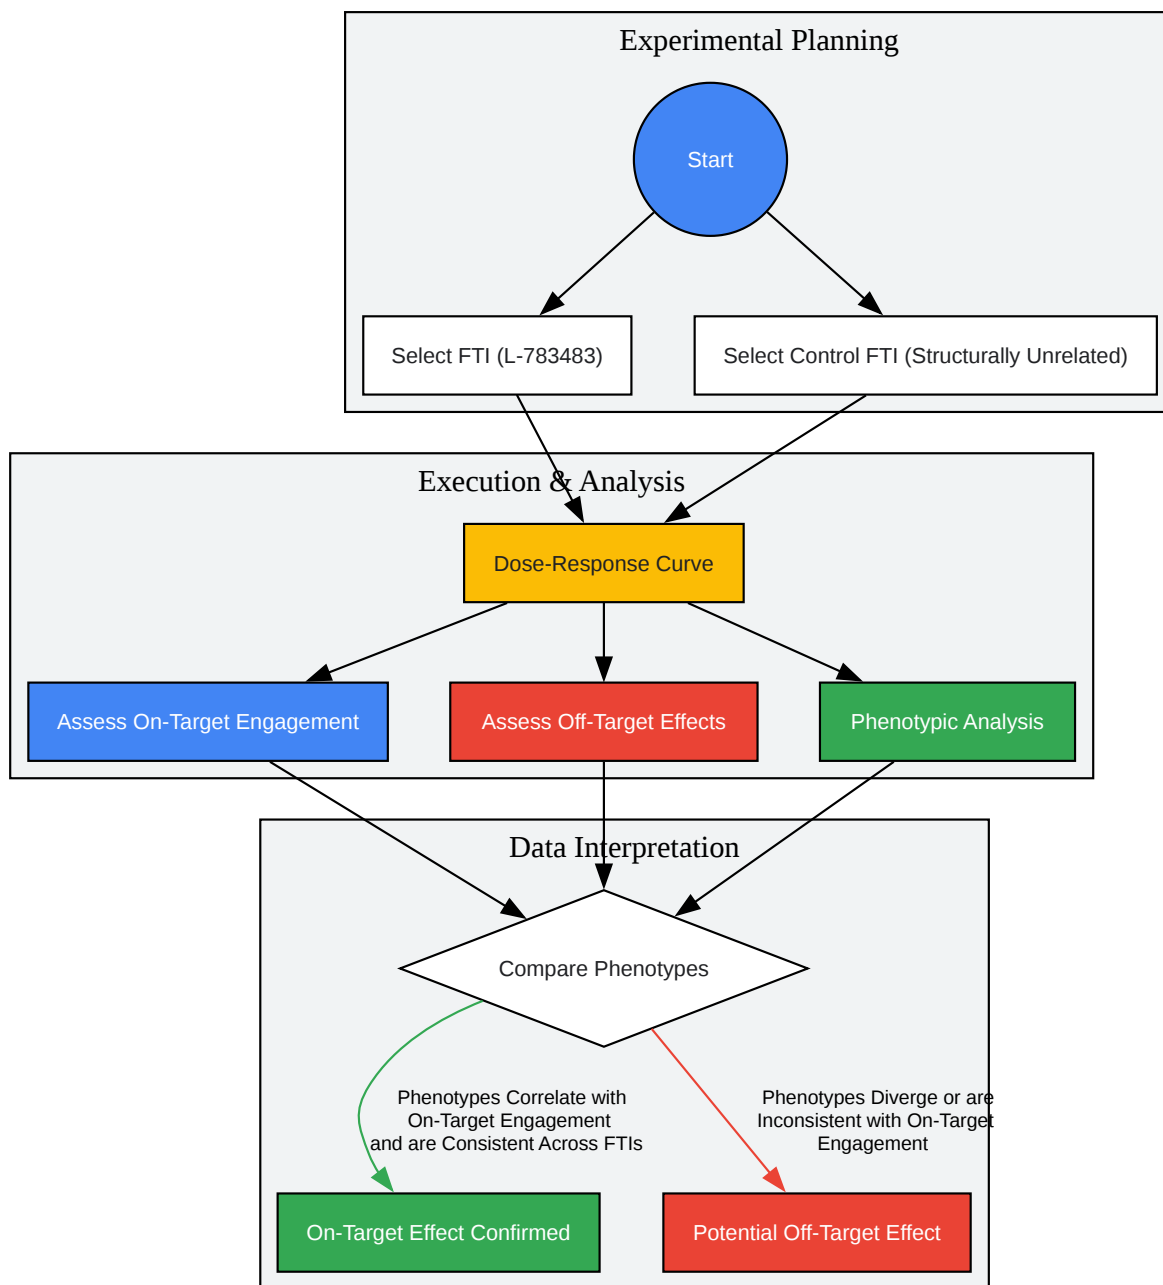 Experimental Planning
Start
Select FTI (L-783483)
Select Control FTI (Structurally Unrelated)
Execution & Analysis
Dose-Response Curve
Assess On-Target Engagement
Assess Off-Target Effects
Phenotypic Analysis
Data Interpretation
Compare Phenotypes
Phenotypes Correlate with
On-Target Engagement
and are Consistent Across FTIs
Phenotypes Diverge or are
Inconsistent with On-Target
Engagement
On-Target Effect Confirmed
Potential Off-Target Effect